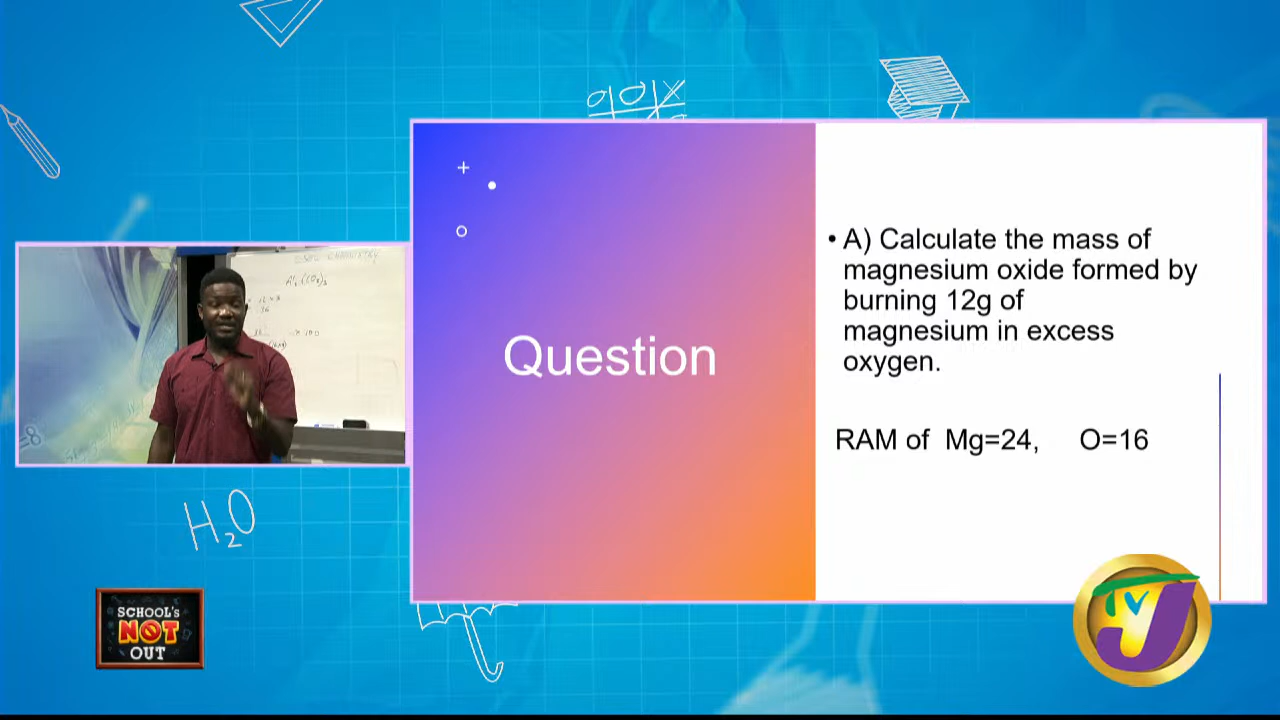 Question
• A) Calculate the mass of
magnesium oxide formed by
burning 12g of
magnesium in excess
oxygen.
RAM of Mg=24, O=16
H₂O
SCHOOL'S
NOT
OUT
TVJ